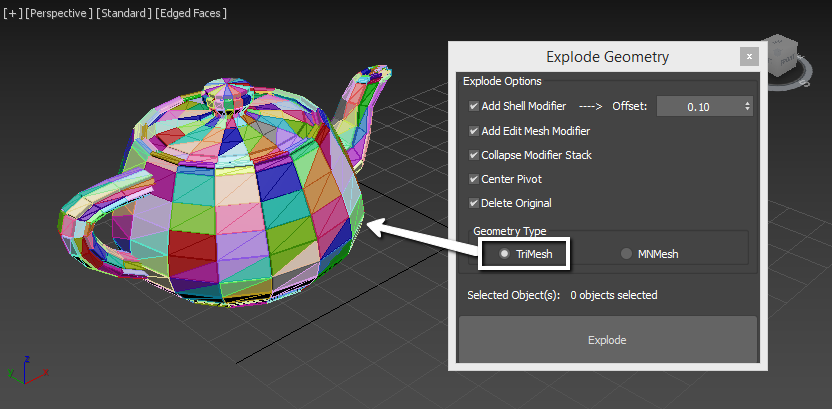 [+] [Perspective] [Standard] [Edged Faces]
Explode Geometry
x
Explode Options
Add Shell Modifier ----> Offset: 0.10
Add Edit Mesh Modifier
Collapse Modifier Stack
Center Pivot
Delete Original
Geometry Type
TriMesh MNMesh
Selected Object(s): 0 objects selected
Explode
z
y x